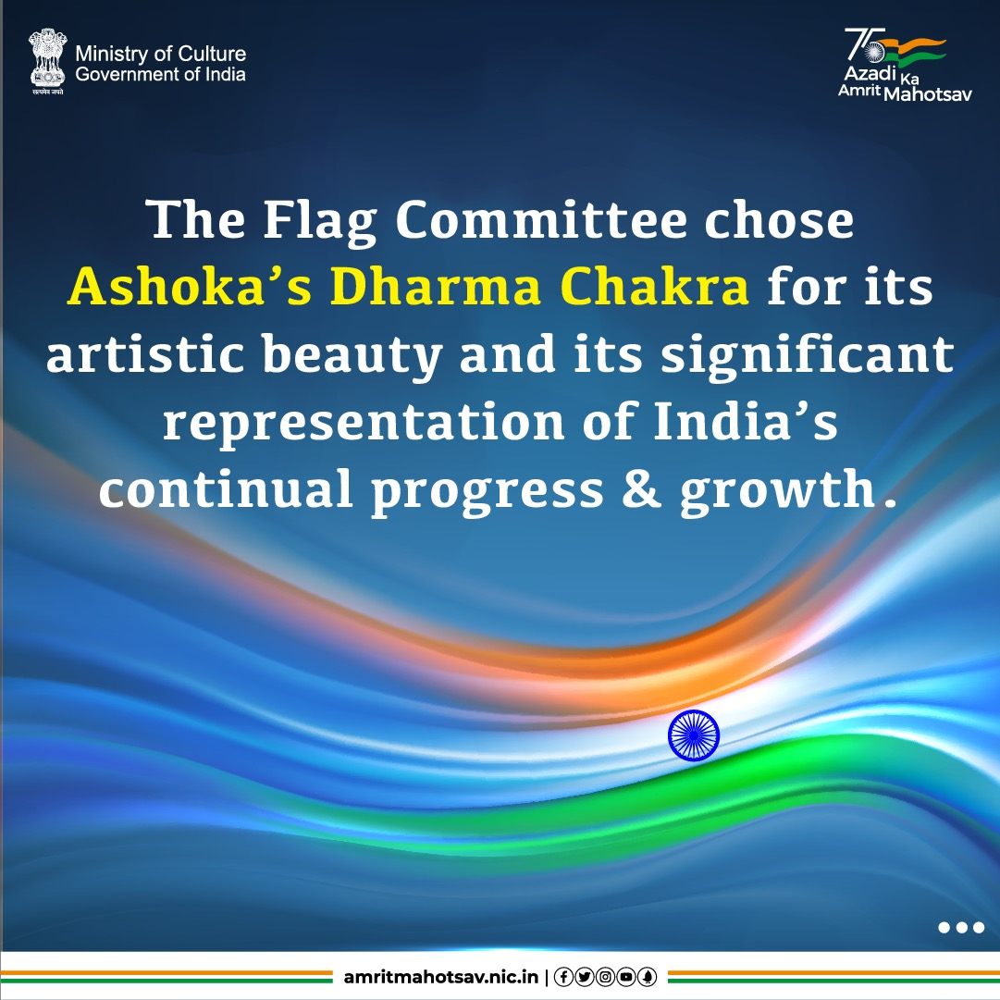 Ministry of Culture
Government of India
सत्यमेव जयते
75
Azadi Ka
Amrit Mahotsav
The Flag Committee chose
Ashoka’s Dharma Chakra for its
artistic beauty and its significant
representation of India’s
continual progress & growth.
amritmahotsav.nic.in |